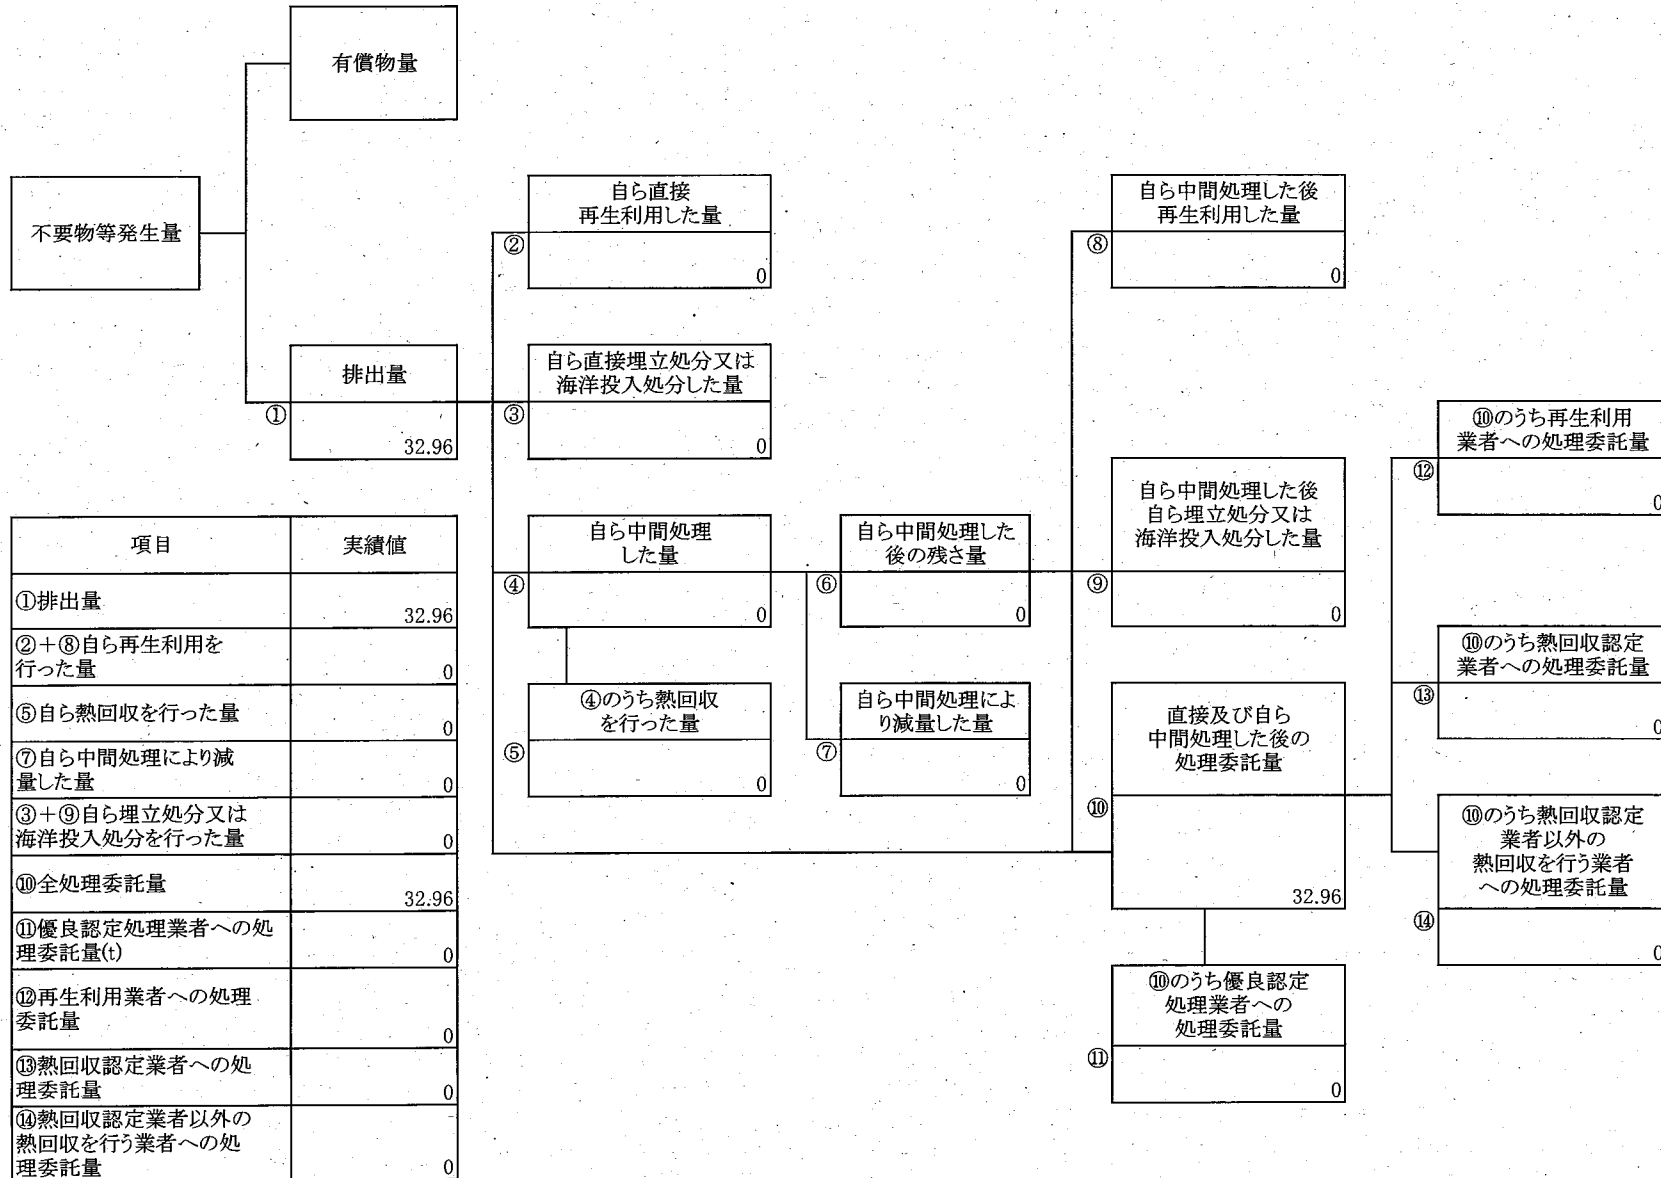 有償物量
不要物等発生量
排出量
①
32.96
自ら直接
再生利用した量
②
0
自ら直接埋立処分又は
海洋投入処分した量
③
0
自ら中間処理
した量
④
0
④のうち熱回収
を行った量
⑤
0
自ら中間処理した
後の残さ量
⑥
0
自ら中間処理によ
り減量した量
⑦
0
自ら中間処理した後
再生利用した量
⑧
0
自ら中間処理した後
自ら埋立処分又は
海洋投入処分した量
⑨
0
直接及び自ら
中間処理した後の
処理委託量
⑩
32.96
⑩のうち優良認定
処理業者への
処理委託量
⑪
0
⑩のうち再生利用
業者への処理委託量
⑫
0
⑩のうち熱回収認定
業者への処理委託量
⑬
0
⑩のうち熱回収認定
業者以外の
熱回収を行う業者
への処理委託量
⑭
0
項目 実績値
①排出量
32.96
②+⑧自ら再生利用を
行った量
0
⑤自ら熱回収を行った量
0
⑦自ら中間処理により減
量した量
0
③+⑨自ら埋立処分又は
海洋投入処分を行った量
0
⑩全処理委託量
32.96
⑪優良認定処理業者への処
理委託量(t)
0
⑫再生利用業者への処理
委託量
0
⑬熱回収認定業者への処
理委託量
0
⑭熱回収認定業者以外の
熱回収を行う業者への処
理委託量
0